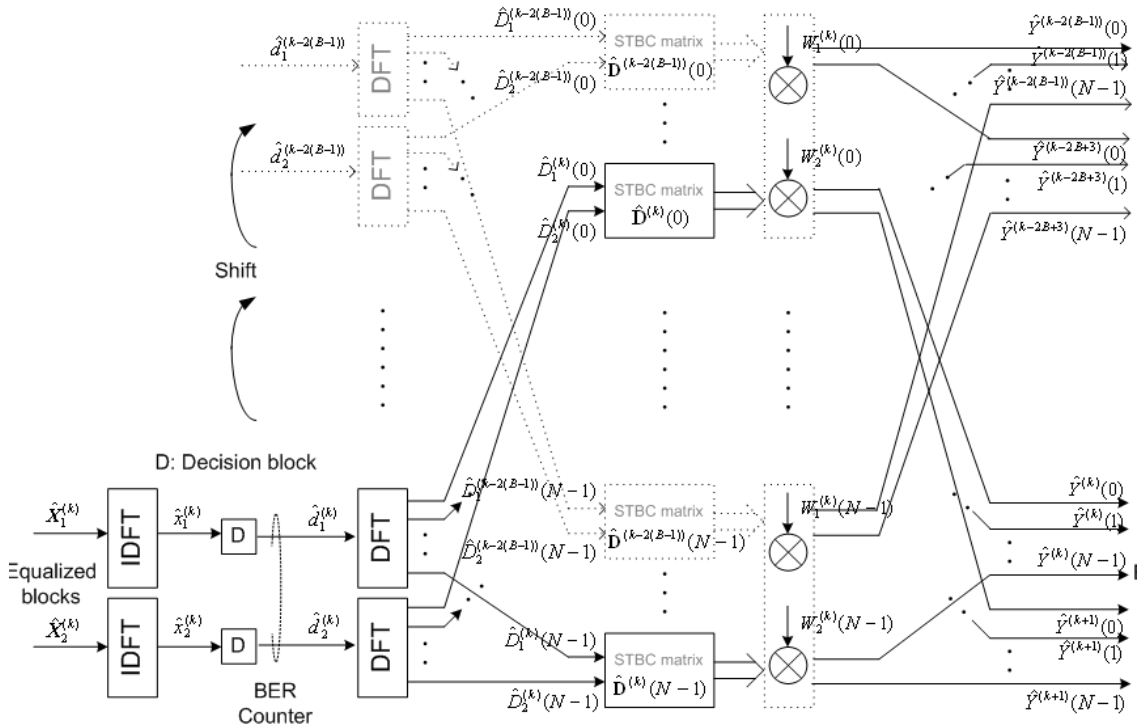 D̂₁^(k-2(B-1))(0)
d̂₁^(k-2(B-1))
DFT
STBC matrix
𝐃̂^(k-2(B-1))(0)
D̂₂^(k-2(B-1))(0)
W₁^(k)(0)
Ŷ^(k-2(B-1))(0)
Ŷ^(k-2(B-1))(1)
Ŷ^(k-2(B-1))(N-1)
d̂₂^(k-2(B-1))
DFT
W₂^(k)(0)
Ŷ^(k-2B+3)(0)
Ŷ^(k-2B+3)(1)
Ŷ^(k-2B+3)(N-1)
D̂₁^(k)(0)
STBC matrix
𝐃̂^(k)(0)
D̂₂^(k)(0)
Shift
D: Decision block
X̂₁^(k)
IDFT
x̂₁^(k)
D
d̂₁^(k)
DFT
D̂₁^(k-2(B-1))(N-1)
STBC matrix
𝐃̂^(k-2(B-1))(N-1)
D̂₂^(k-2(B-1))(N-1)
W₁^(k)(N-1)
Ŷ^(k)(0)
Ŷ^(k)(1)
Ŷ^(k)(N-1)
Equalized
blocks
X̂₂^(k)
IDFT
x̂₂^(k)
D
d̂₂^(k)
DFT
BER
Counter
D̂₁^(k)(N-1)
STBC matrix
𝐃̂^(k)(N-1)
D̂₂^(k)(N-1)
W₂^(k)(N-1)
Ŷ^(k+1)(0)
Ŷ^(k+1)(1)
Ŷ^(k+1)(N-1)